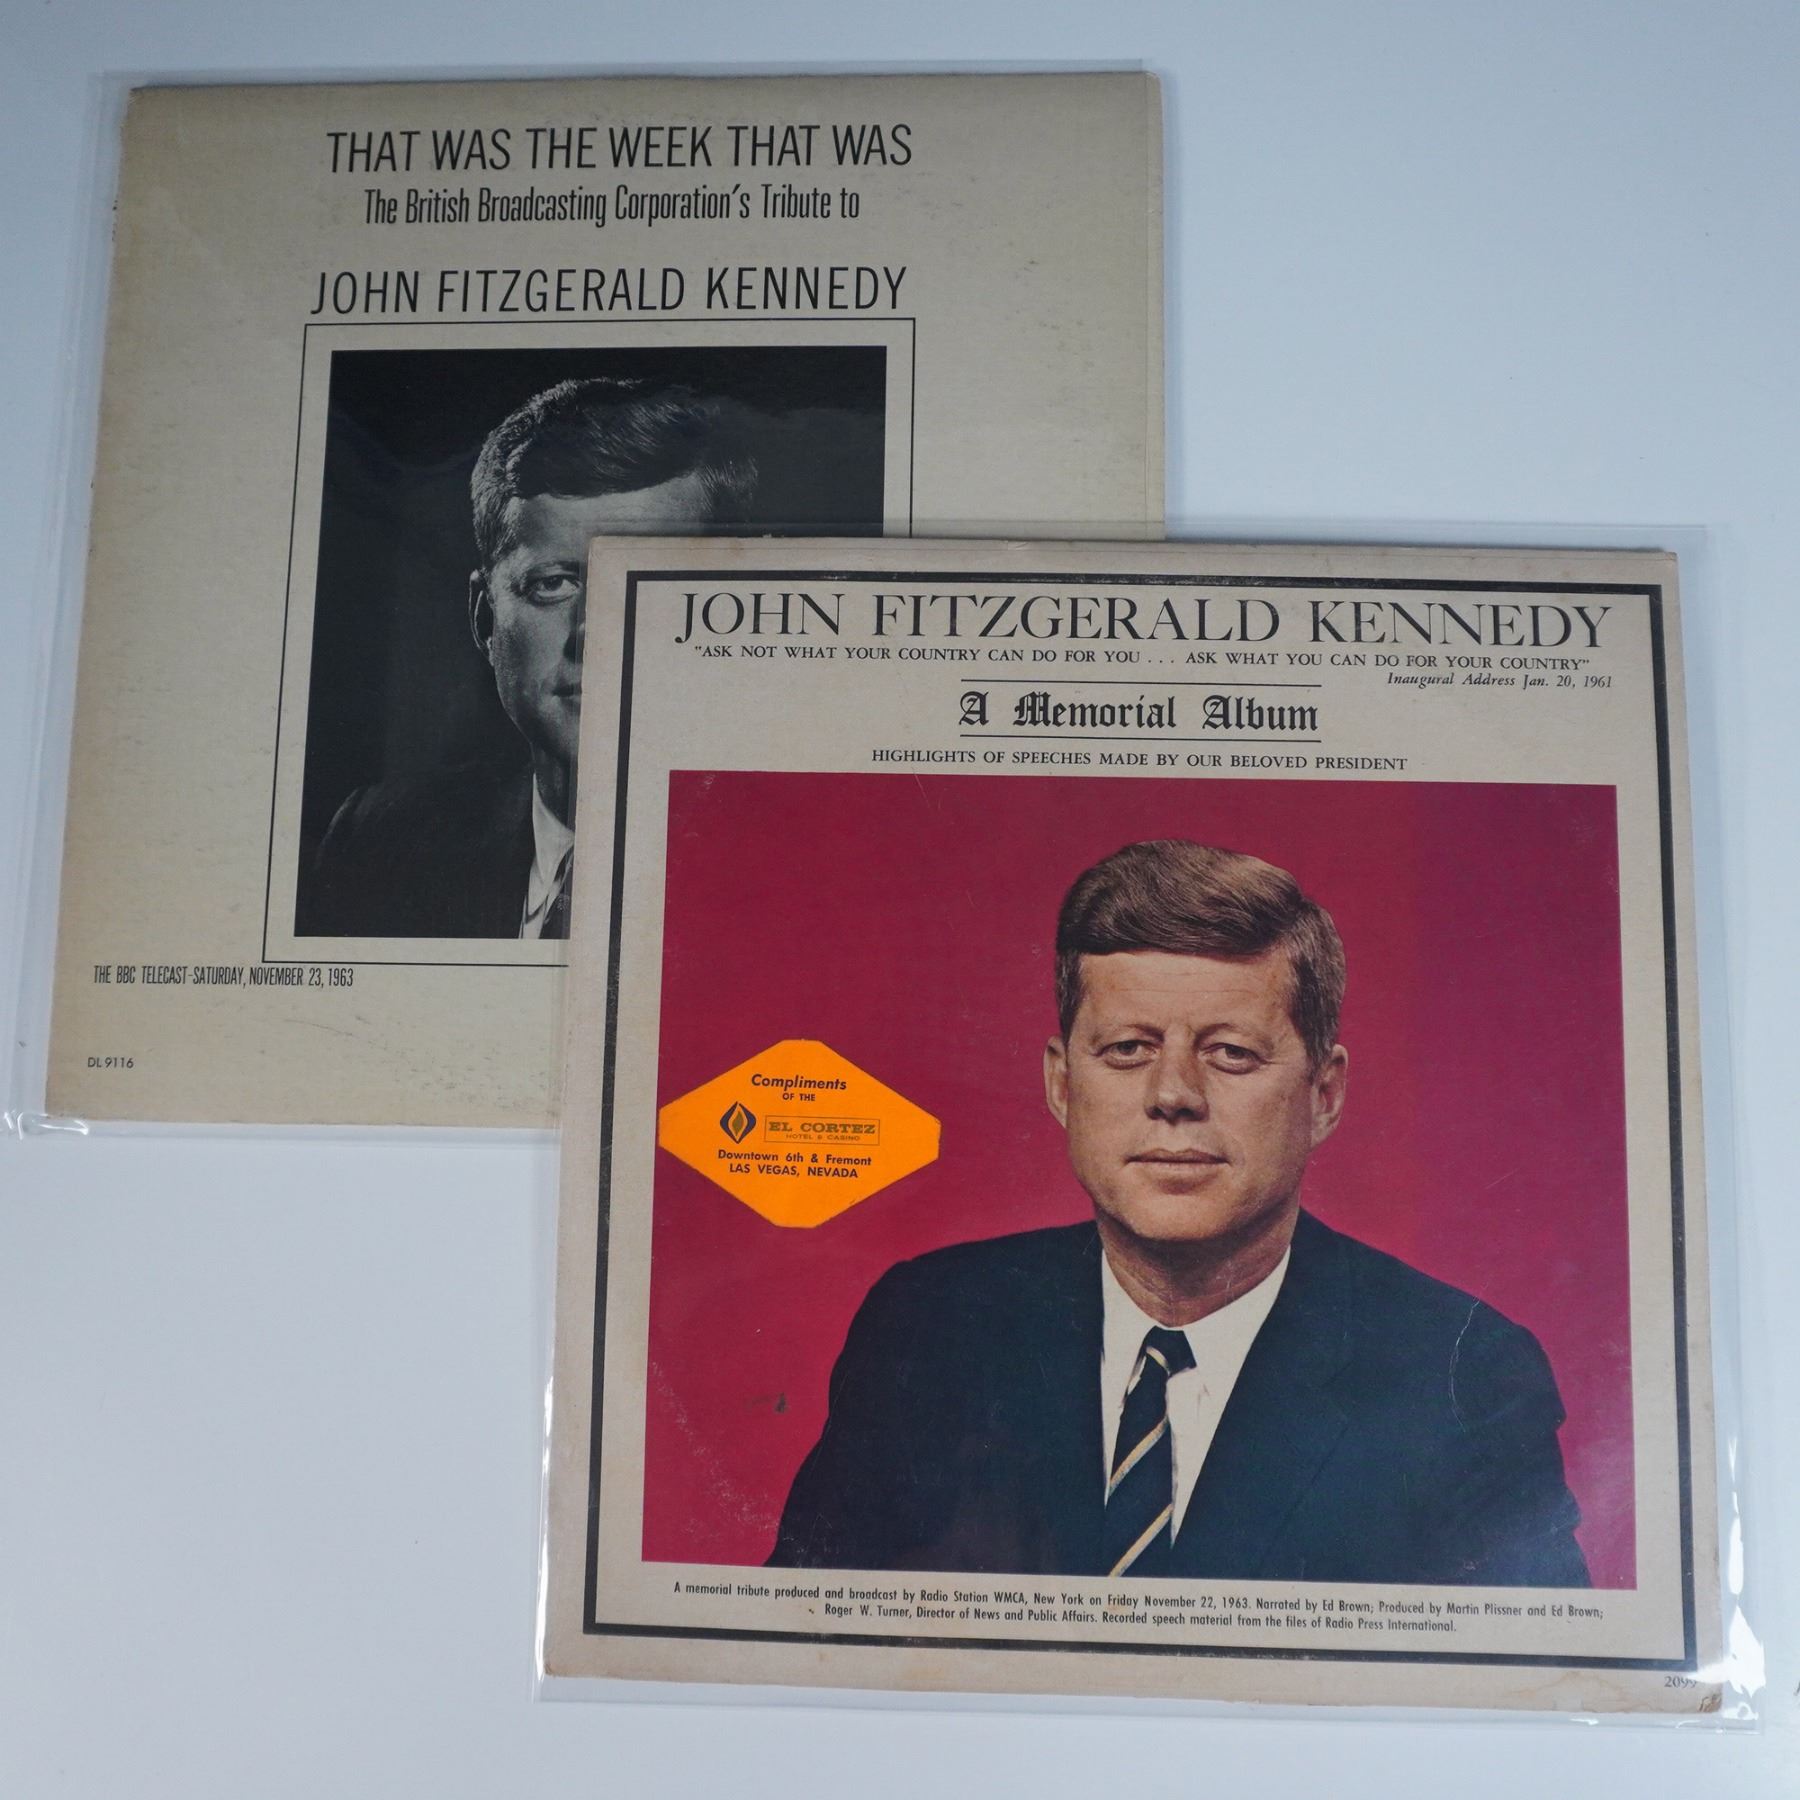 THAT WAS THE WEEK THAT WAS
The British Broadcasting Corporation's Tribute to
JOHN FITZGERALD KENNEDY
THE BBC TELECAST-SATURDAY, NOVEMBER 23, 1963
DL 9116
JOHN FITZGERALD KENNEDY
"ASK NOT WHAT YOUR COUNTRY CAN DO FOR YOU . . . ASK WHAT YOU CAN DO FOR YOUR COUNTRY"
Inaugural Address Jan. 20, 1961
A Memorial Album
HIGHLIGHTS OF SPEECHES MADE BY OUR BELOVED PRESIDENT
Compliments
OF THE
EL CORTEZ
HOTEL & CASINO
Downtown 6th & Fremont
LAS VEGAS, NEVADA
A memorial tribute produced and broadcast by Radio Station WMCA, New York on Friday November 22, 1963. Narrated by Ed Brown; Produced by Martin Plissner and Ed Brown;
Roger W. Turner, Director of News and Public Affairs. Recorded speech material from the files of Radio Press International.
2099